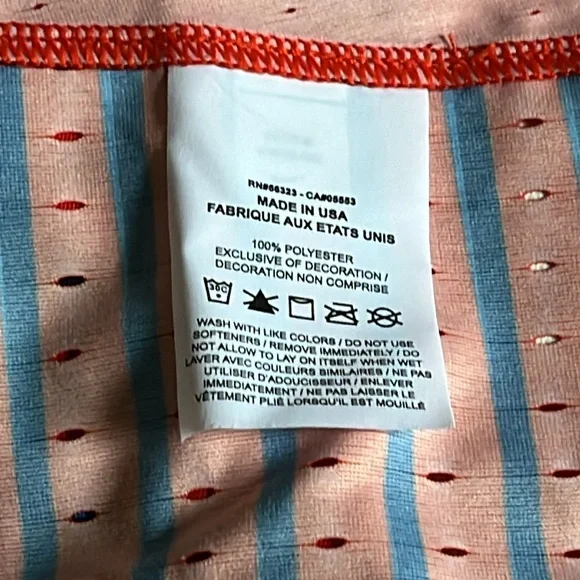 RN#56323 - CA#05553
MADE IN USA
FABRIQUE AUX ETATS UNIS
100% POLYESTER
EXCLUSIVE OF DECORATION /
DECORATION NON COMPRISE
30C
WASH WITH LIKE COLORS / DO NOT USE
SOFTENERS / REMOVE IMMEDIATELY / DO
NOT ALLOW TO LAY ON ITSELF WHEN WET
LAVER AVEC COULEURS SIMILAIRES / NE PAS
UTILISER D'ADOUCISSEUR / ENLEVER
IMMEDIATEMENT / NE PAS LAISSER LE
VÊTEMENT PLIÉ LORSQU'IL EST MOUILLÉ